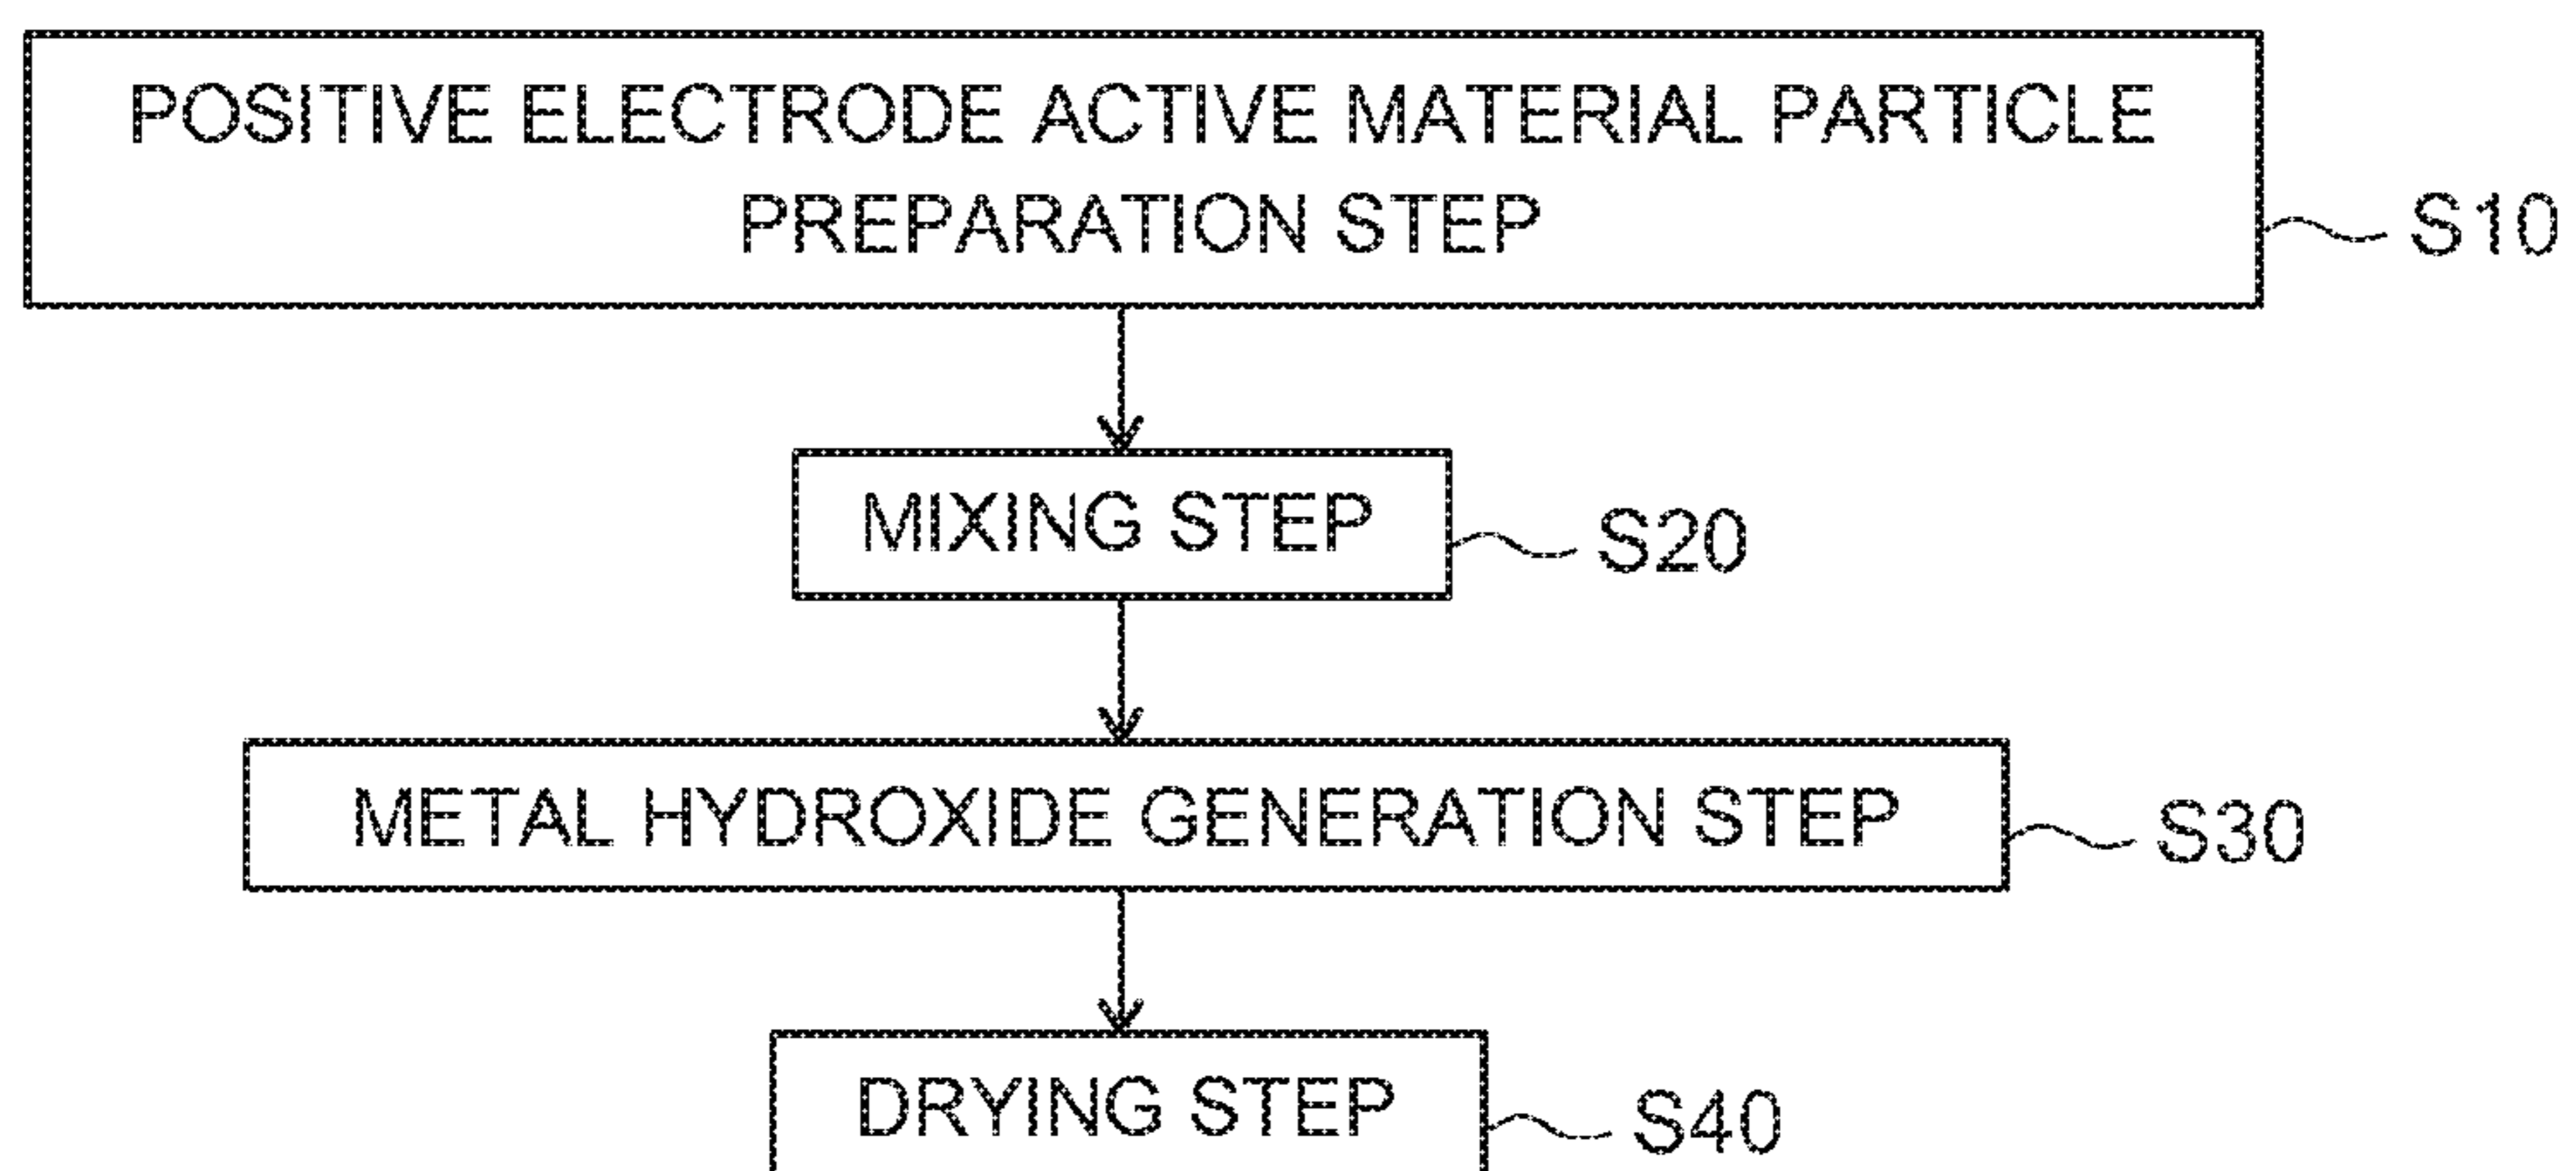 POSITIVE ELECTRODE ACTIVE MATERIAL PARTICLE
PREPARATION STEP
S10
MIXING STEP
S20
METAL HYDROXIDE GENERATION STEP
S30
DRYING STEP
S40